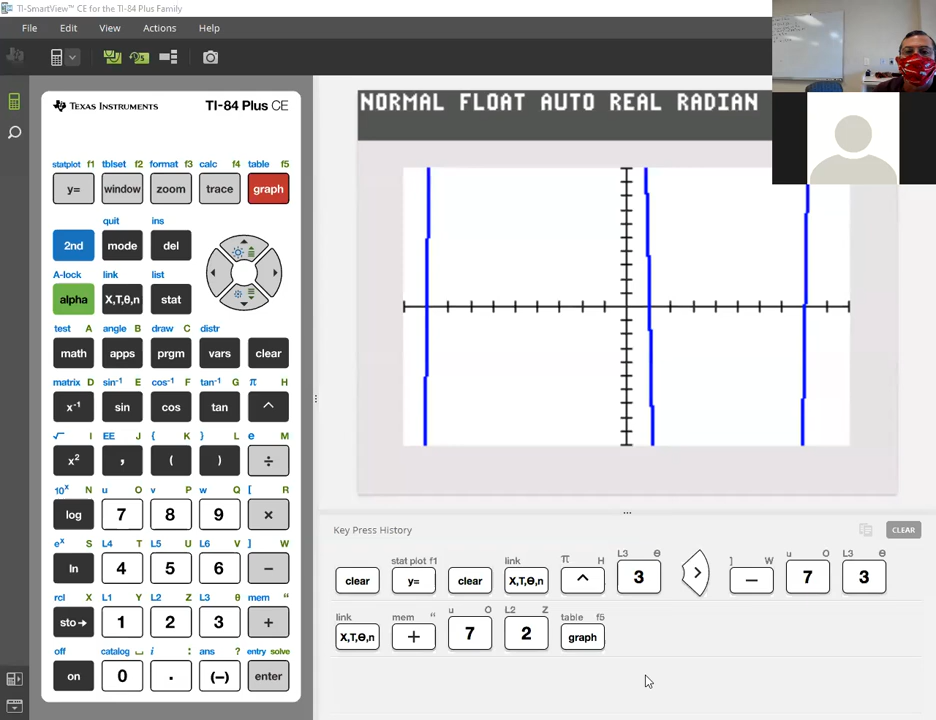 TI-SmartView™ CE for the TI-84 Plus Family
File Edit View Actions Help
TEXAS INSTRUMENTS TI-84 Plus CE
statplot f1 tblset f2 format f3 calc f4 table f5
y= window zoom trace graph
quit ins
2nd mode del
A-lock link list
alpha X,T,θ,n stat
test A angle B draw C distr
math apps prgm vars clear
matrix D sin⁻¹ E cos⁻¹ F tan⁻¹ G π H
x⁻¹ sin cos tan ^
√ I EE J { K } L e M
x² , ( ) ÷
10ˣ N u O v P w Q [ R
log 7 8 9 ×
eˣ S L4 T L5 U L6 V ] W
ln 4 5 6 −
rcl X L1 Y L2 Z L3 θ mem “
sto→ 1 2 3 +
off catalog ⎵ i : ans ? entry solve
on 0 . (−) enter
NORMAL FLOAT AUTO REAL RADIAN
Key Press History
CLEAR
stat plot f1 link π H L3 Θ ] W u O L3 Θ
clear y= clear X,T,Θ,n ^ 3 > − 7 3
link mem “ u O L2 Z table f5
X,T,Θ,n + 7 2 graph